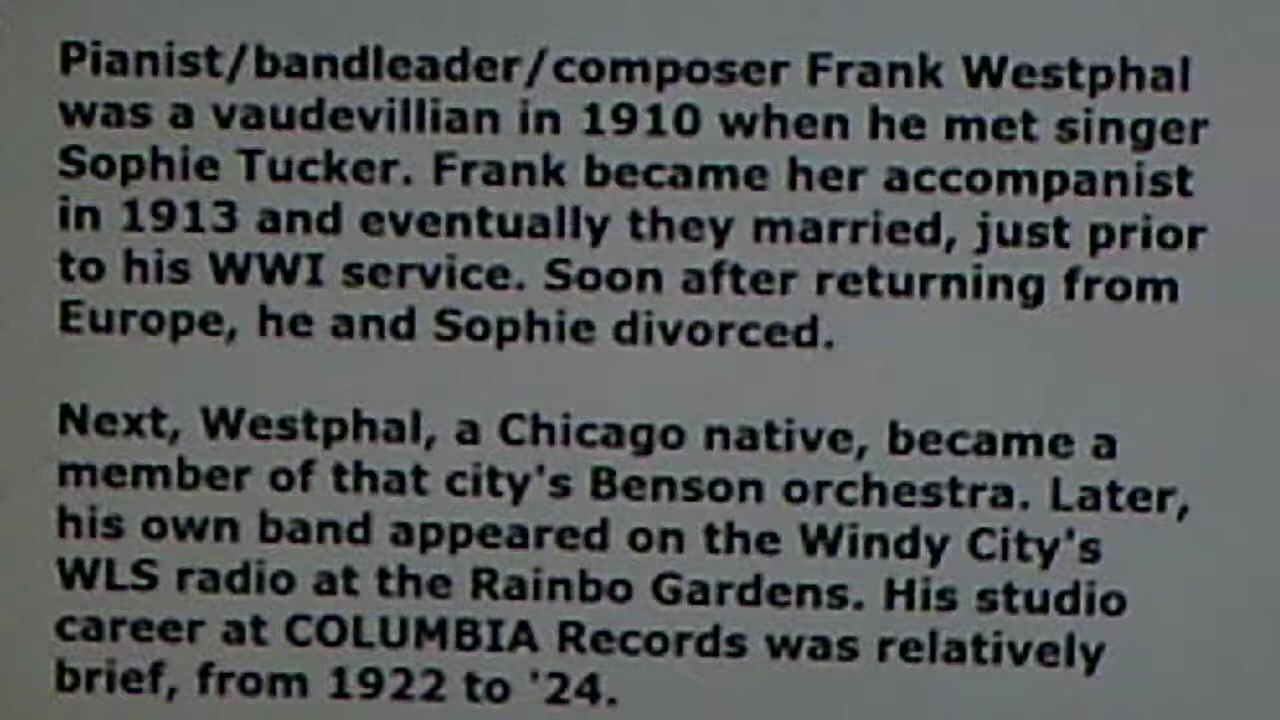 Pianist/bandleader/composer Frank Westphal
was a vaudevillian in 1910 when he met singer
Sophie Tucker. Frank became her accompanist
in 1913 and eventually they married, just prior
to his WWI service. Soon after returning from
Europe, he and Sophie divorced.
Next, Westphal, a Chicago native, became a
member of that city's Benson orchestra. Later,
his own band appeared on the Windy City's
WLS radio at the Rainbo Gardens. His studio
career at COLUMBIA Records was relatively
brief, from 1922 to '24.